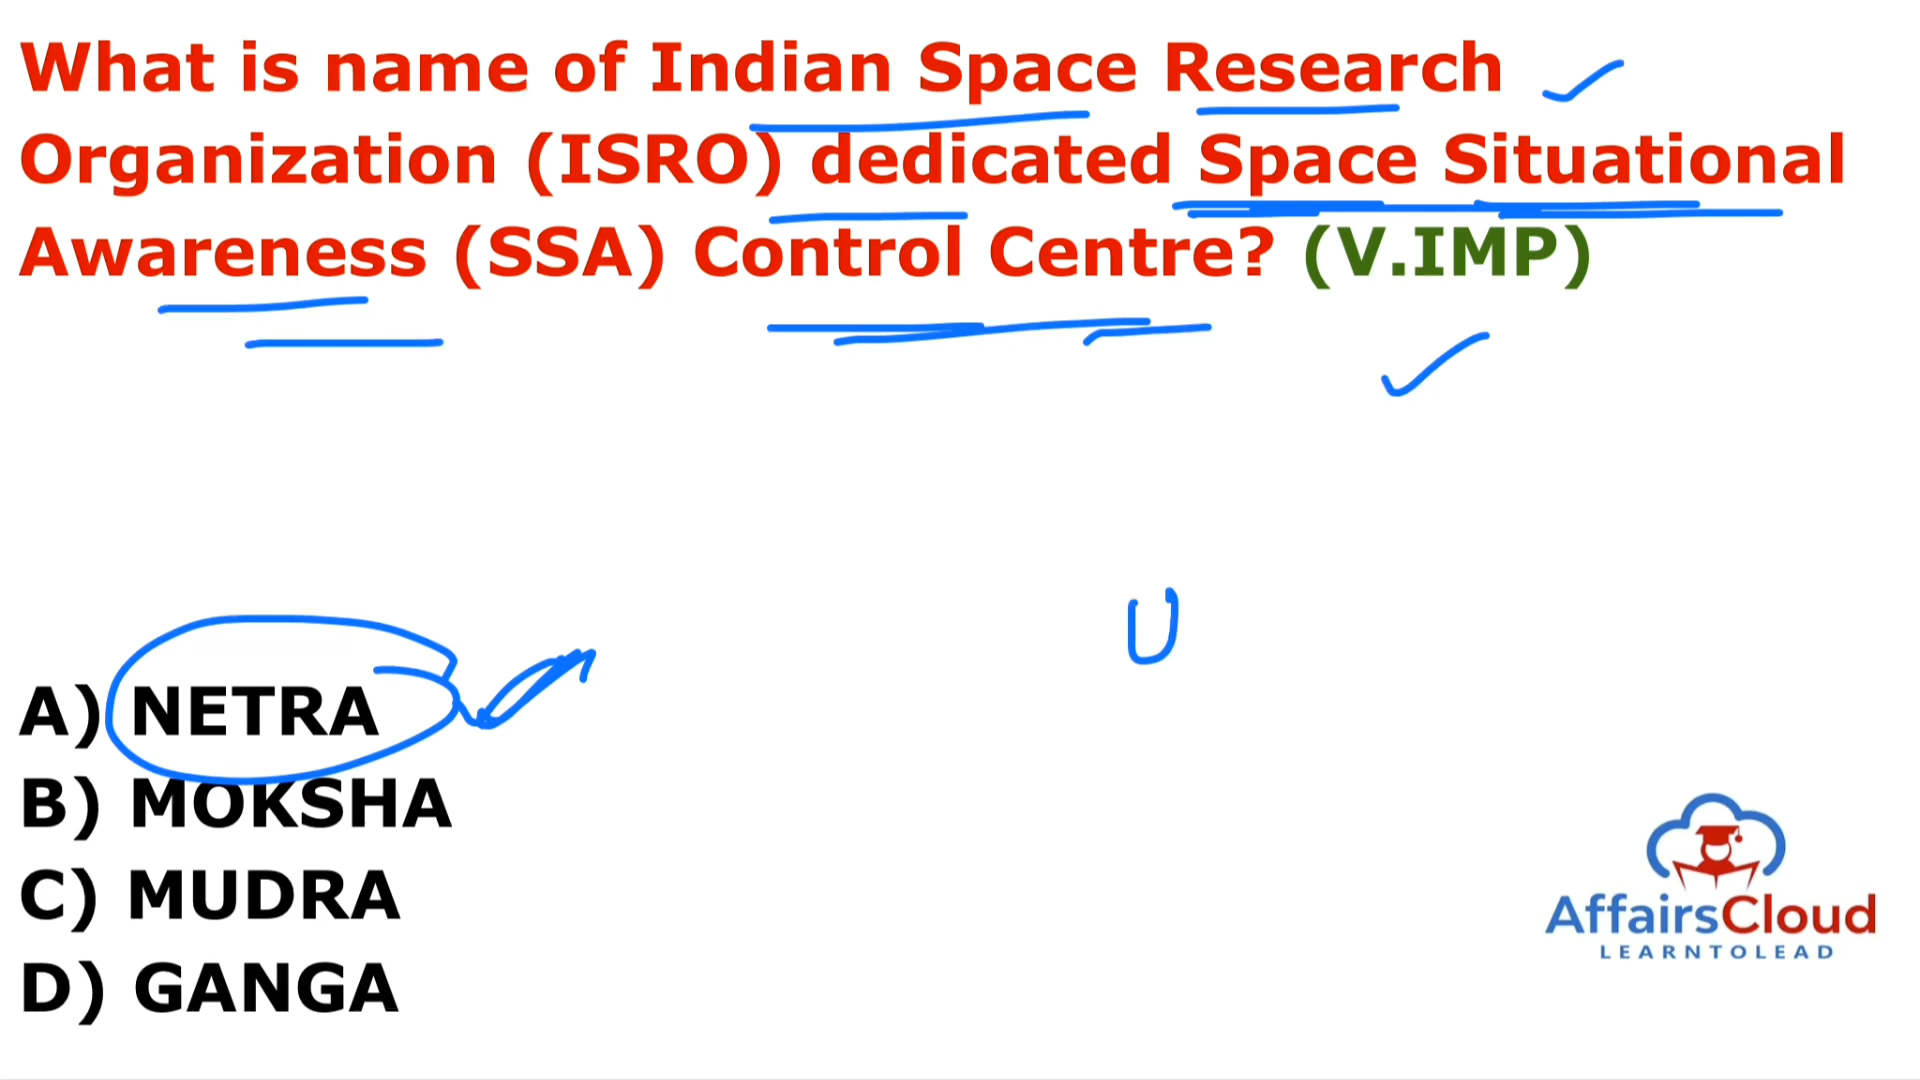 What is name of Indian Space Research
Organization (ISRO) dedicated Space Situational
Awareness (SSA) Control Centre? (V.IMP)
U
A) NETRA
B) MOKSHA
C) MUDRA
D) GANGA
AffairsCloud
LEARNTOLEAD